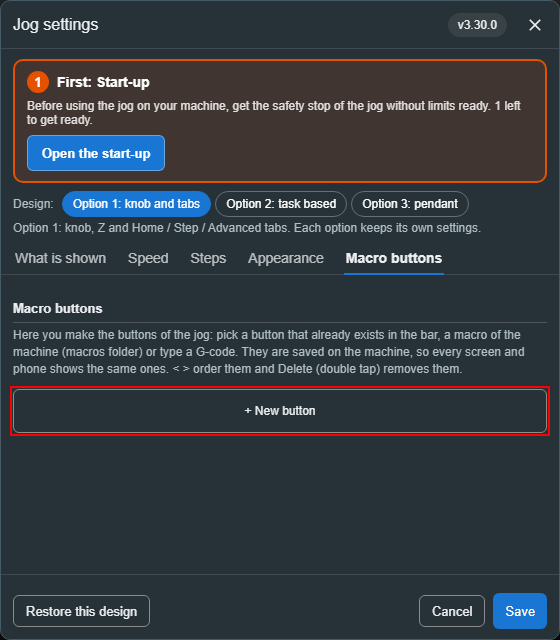 Jog settings
v3.30.0
1 First: Start-up
Before using the jog on your machine, get the safety stop of the jog without limits ready. 1 left
to get ready.
Open the start-up
Design: Option 1: knob and tabs Option 2: task based Option 3: pendant
Option 1: knob, Z and Home / Step / Advanced tabs. Each option keeps its own settings.
What is shown Speed Steps Appearance Macro buttons
Macro buttons
Here you make the buttons of the jog: pick a button that already exists in the bar, a macro of the
machine (macros folder) or type a G-code. They are saved on the machine, so every screen and
phone shows the same ones. < > order them and Delete (double tap) removes them.
+ New button
Restore this design Cancel Save